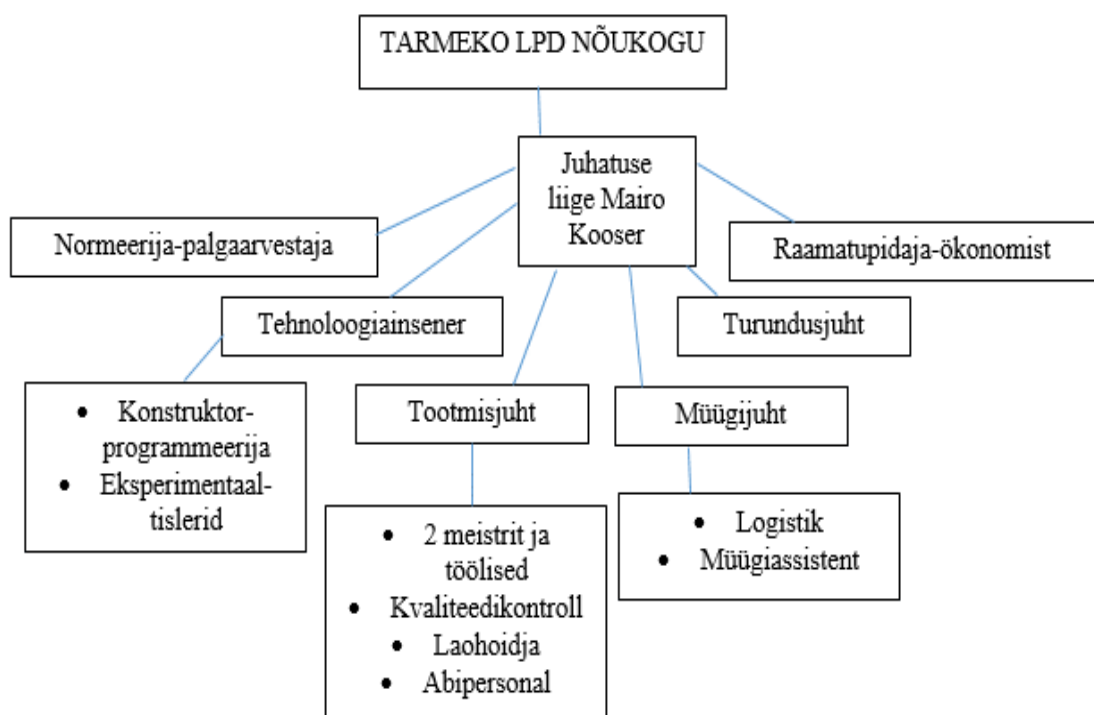 TARMEKO LPD NÕUKOGU
Juhatuse
liige Mairo
Kooser
Normeerija-palgaarvestaja
Raamatupidaja-ökonomist
Tehnoloogiainsener
Turundusjuht
• Konstruktor-
programmeerija
• Eksperimentaal-
tislerid
Tootmisjuht
Müügijuht
• 2 meistrit ja
töölised
• Kvaliteedikontroll
• Laohoidja
• Abipersonal
• Logistik
• Müügiassistent